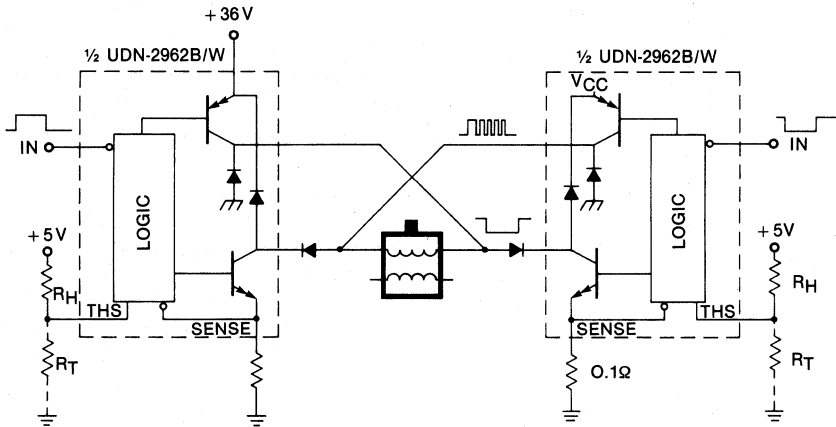 +36V
½ UDN-2962B/W
½ UDN-2962B/W
VCC
IN
IN
LOGIC
LOGIC
+5V
+5V
RH
RH
THS
THS
SENSE
SENSE
RT
RT
0.1Ω